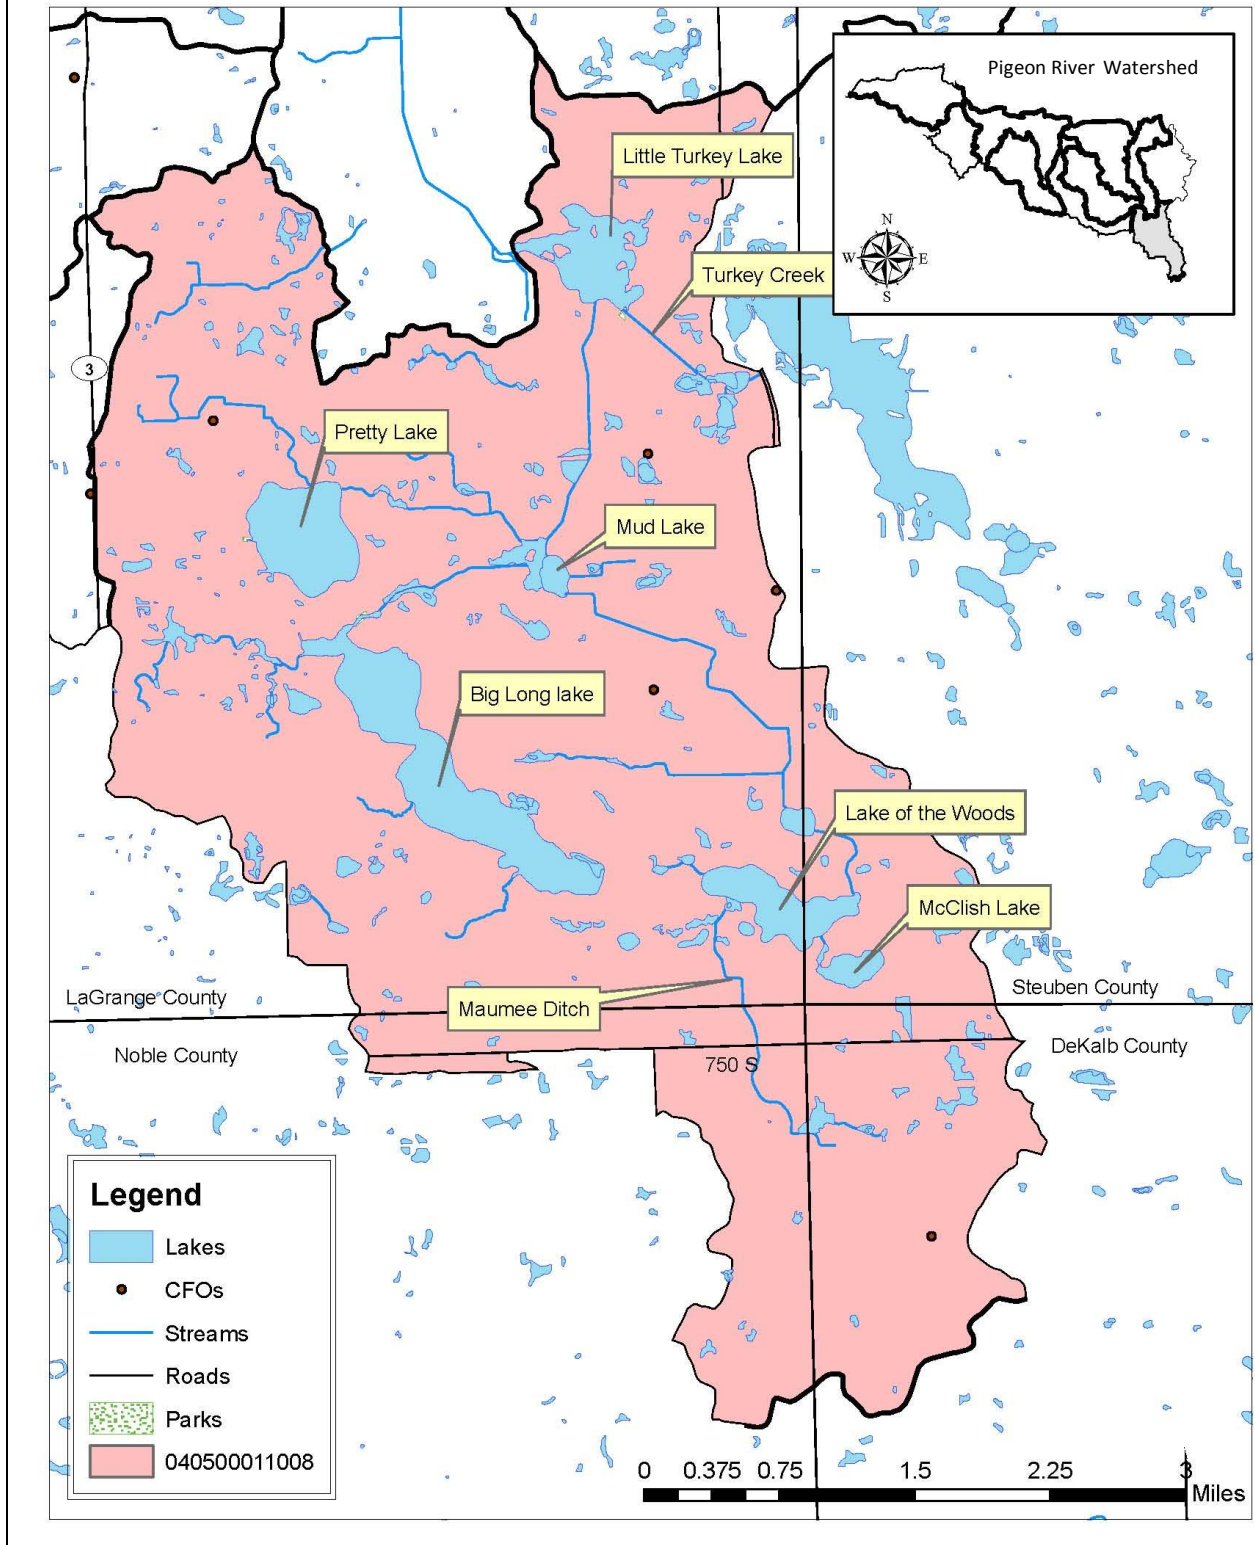 Pigeon River Watershed
N
W
E
S
Little Turkey Lake
Turkey Creek
3
Pretty Lake
Mud Lake
Big Long lake
Lake of the Woods
McClish Lake
LaGrange County
Maumee Ditch
Steuben County
Noble County
750 S
DeKalb County
Legend
Lakes
CFOs
Streams
Roads
Parks
040500011008
0 0.375 0.75 1.5 2.25 3
Miles